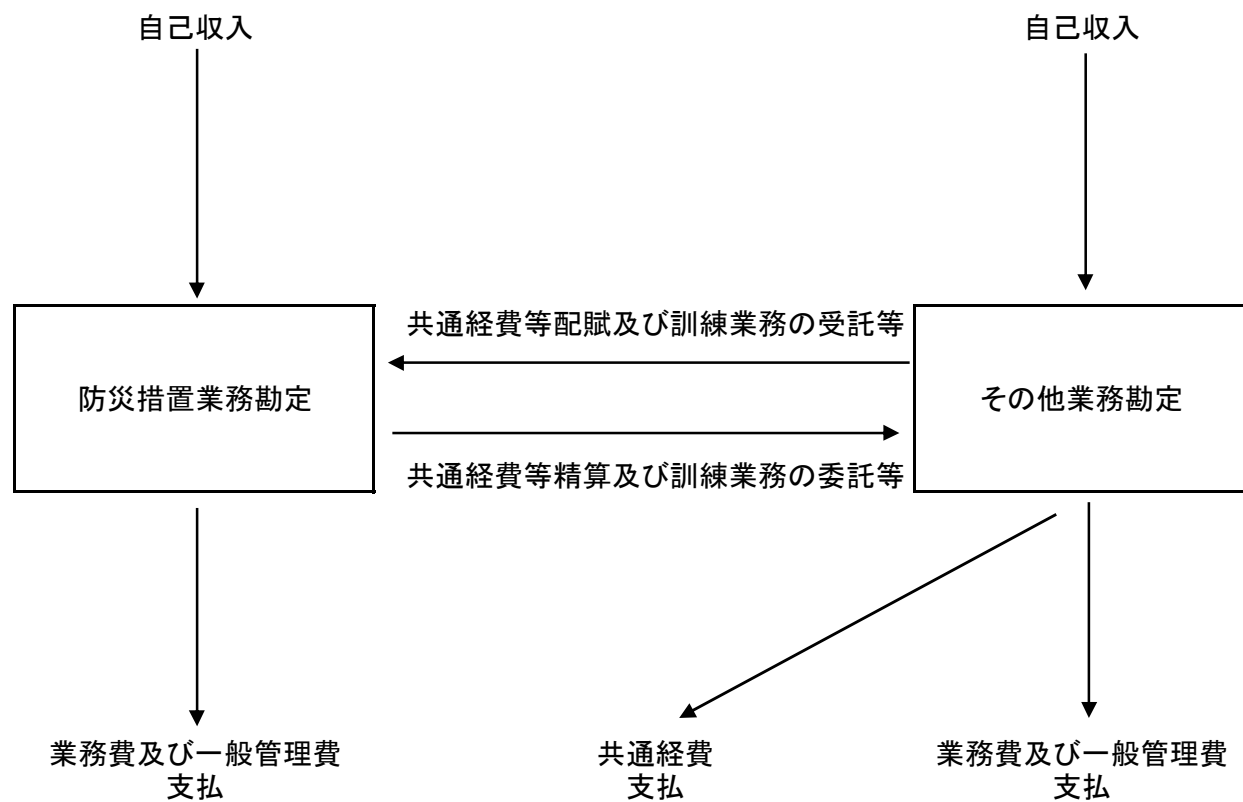 自己収入
自己収入
共通経費等配賦及び訓練業務の受託等
防災措置業務勘定
その他業務勘定
共通経費等精算及び訓練業務の委託等
業務費及び一般管理費
支払
共通経費
支払
業務費及び一般管理費
支払